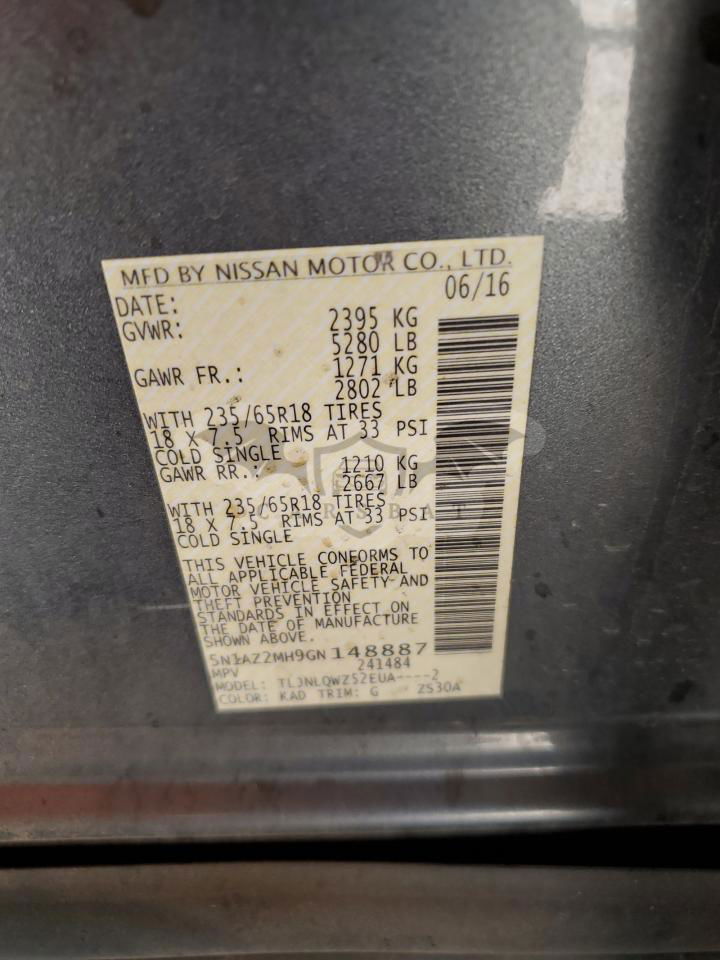 MFD BY NISSAN MOTOR CO., LTD.
DATE: 06/16
GVWR: 2395 KG
5280 LB
GAWR FR.: 1271 KG
2802 LB
WITH 235/65R18 TIRES
18 X 7.5 RIMS AT 33 PSI
COLD SINGLE
GAWR RR.: 1210 KG
2667 LB
WITH 235/65R18 TIRES
18 X 7.5 RIMS AT 33 PSI
COLD SINGLE
CARSBAT
THIS VEHICLE CONFORMS TO
ALL APPLICABLE FEDERAL
MOTOR VEHICLE SAFETY AND
THEFT PREVENTION
STANDARDS IN EFFECT ON
THE DATE OF MANUFACTURE
SHOWN ABOVE.
5N1AZ2MH9GN148887
MPV 241484
MODEL: TLJNLQWZ52EUA----2
COLOR: KAD TRIM: G ZS30A